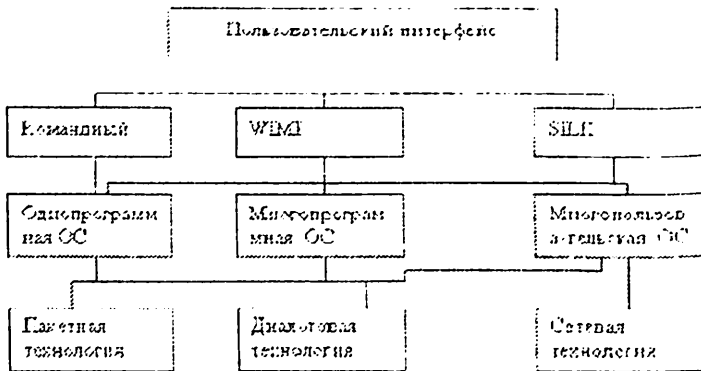 Пользовательский интерфейс
Командный
WIMP
SILK
Однопрограмм
ная ОС
Многопрограм
мная ОС
Многопользов
ательская ОС
Пакетная
технология
Диалоговая
технология
Сетевая
технология